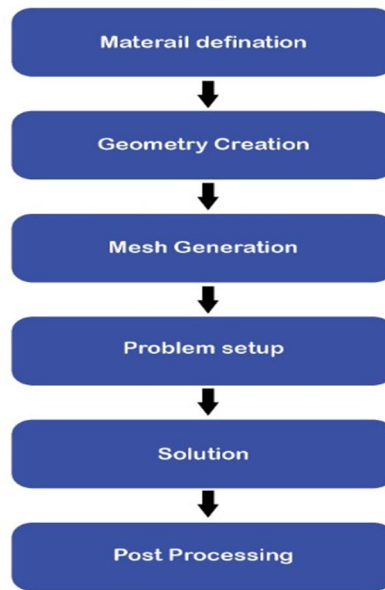 Materail defination
Geometry Creation
Mesh Generation
Problem setup
Solution
Post Processing